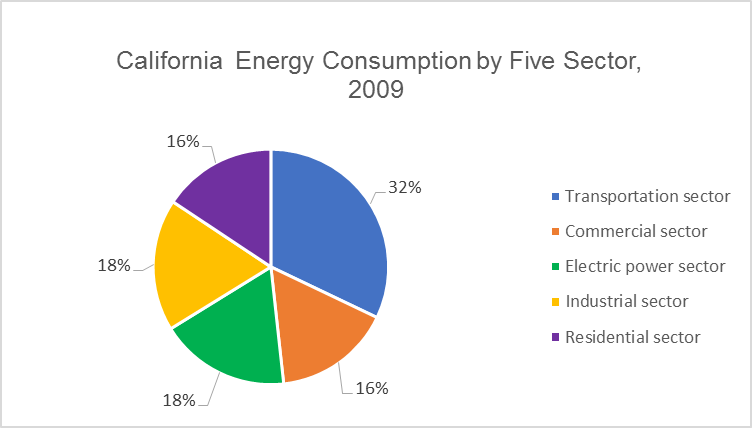 California Energy Consumption by Five Sector,
2009
16%
32%
18%
18%
16%
Transportation sector
Commercial sector
Electric power sector
Industrial sector
Residential sector